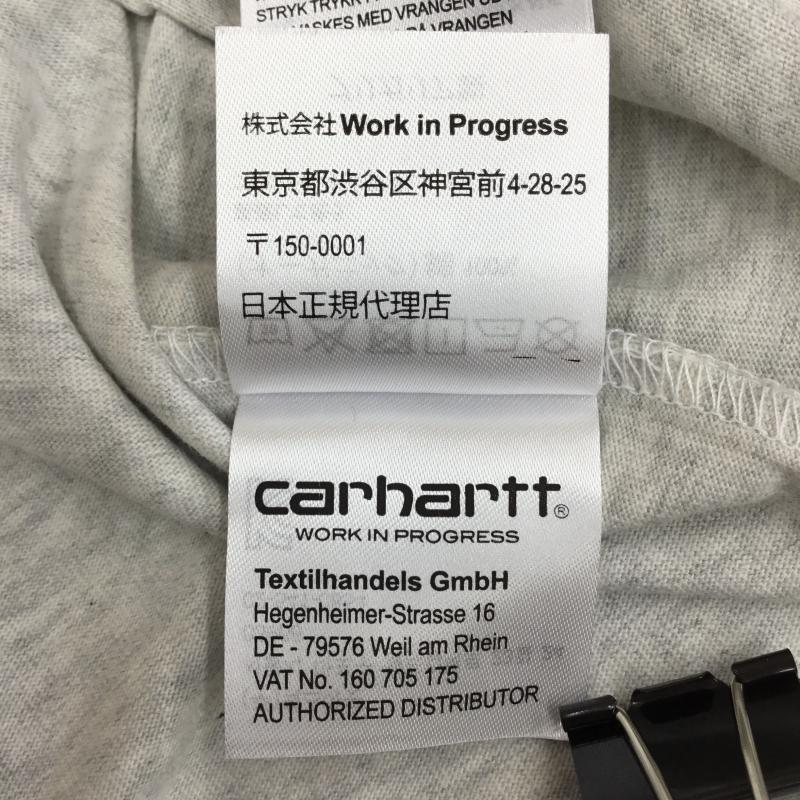 STRYK TRYKK
VASKES MED VRANGEN UD
PÅ VRANGEN
株式会社Work in Progress
東京都渋谷区神宮前4-28-25
〒150-0001
日本正規代理店
carhartt®
WORK IN PROGRESS
Textilhandels GmbH
Hegenheimer-Strasse 16
DE - 79576 Weil am Rhein
VAT No. 160 705 175
AUTHORIZED DISTRIBUTOR